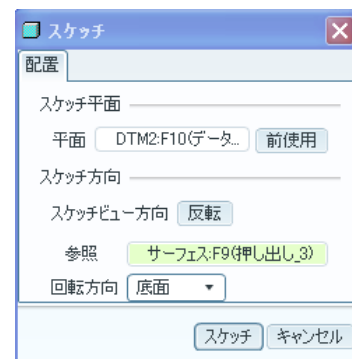 スケッチ
配置
スケッチ平面
平面 DTM2:F10(データ... 前使用
スケッチ方向
スケッチビュー方向 反転
参照 サーフェス:F9(押し出し_3)
回転方向 底面
スケッチ キャンセル